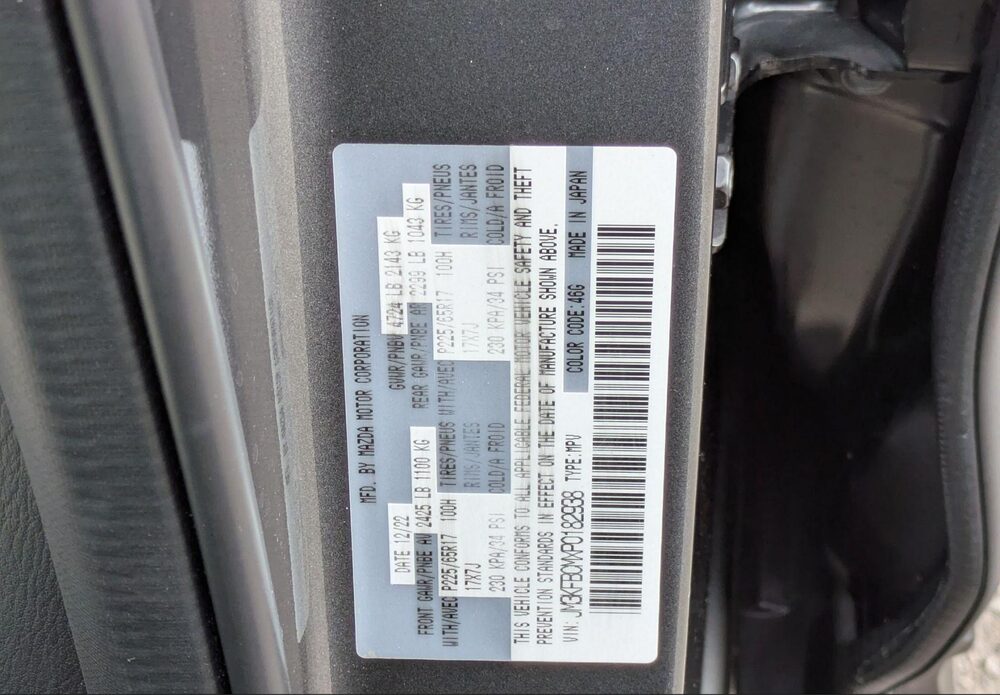 MFD. BY MAZDA MOTOR CORPORATION
DATE 12/22 GVWR/PNBV 4724 LB 2143 KG
FRONT GAWR/PNBE AV 2425 LB 1100 KG REAR GAWR/PNBE AR 2299 LB 1043 KG
WITH/AVEC P225/65R17 100H TIRES/PNEUS WITH/AVEC P225/65R17 100H TIRES/PNEUS
17X7J RIMS/JANTES 17X7J RIMS/JANTES
230 KPA/34 PSI COLD/A FROID 230 KPA/34 PSI COLD/A FROID
THIS VEHICLE CONFORMS TO ALL APPLICABLE FEDERAL MOTOR VEHICLE SAFETY AND THEFT
PREVENTION STANDARDS IN EFFECT ON THE DATE OF MANUFACTURE SHOWN ABOVE.
VIN: JM3KFBCMXP0182938 TYPE:MPV COLOR CODE:46G MADE IN JAPAN